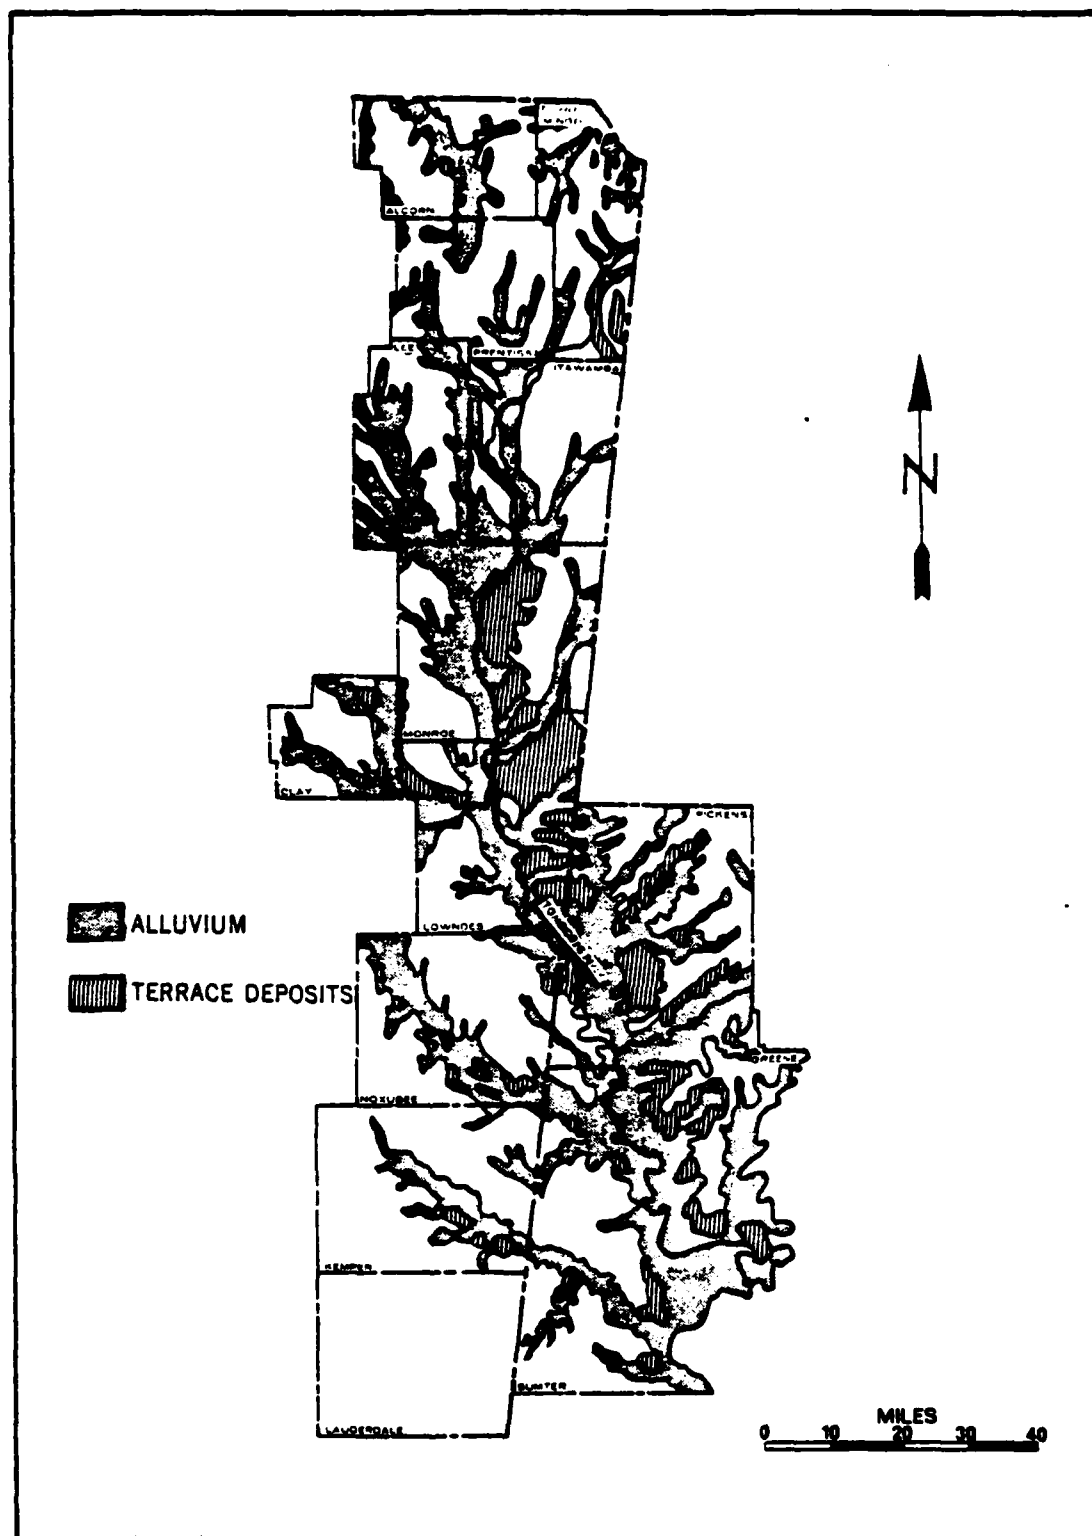 ALCORN
LEE
PRENTISS
ITAWAMBA
MONROE
CLAY
PICKENS
ALLUVIUM
LOWNDES
TERRACE DEPOSITS
N
GREENE
NOXUBEE
KEMPER
SUMTER
LAUDERDALE
MILES
0 10 20 30 40